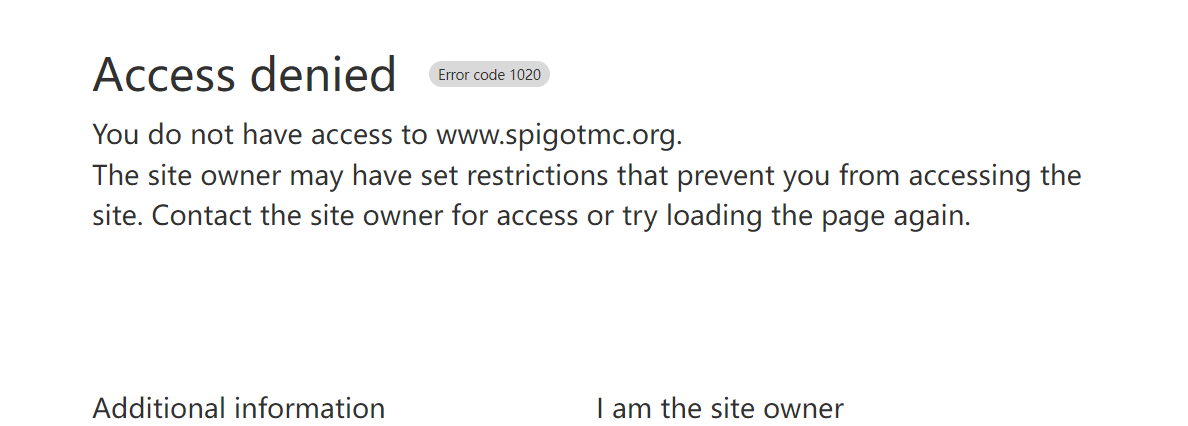 Access denied Error code 1020
You do not have access to www.spigotmc.org.
The site owner may have set restrictions that prevent you from accessing the
site. Contact the site owner for access or try loading the page again.
Additional information I am the site owner